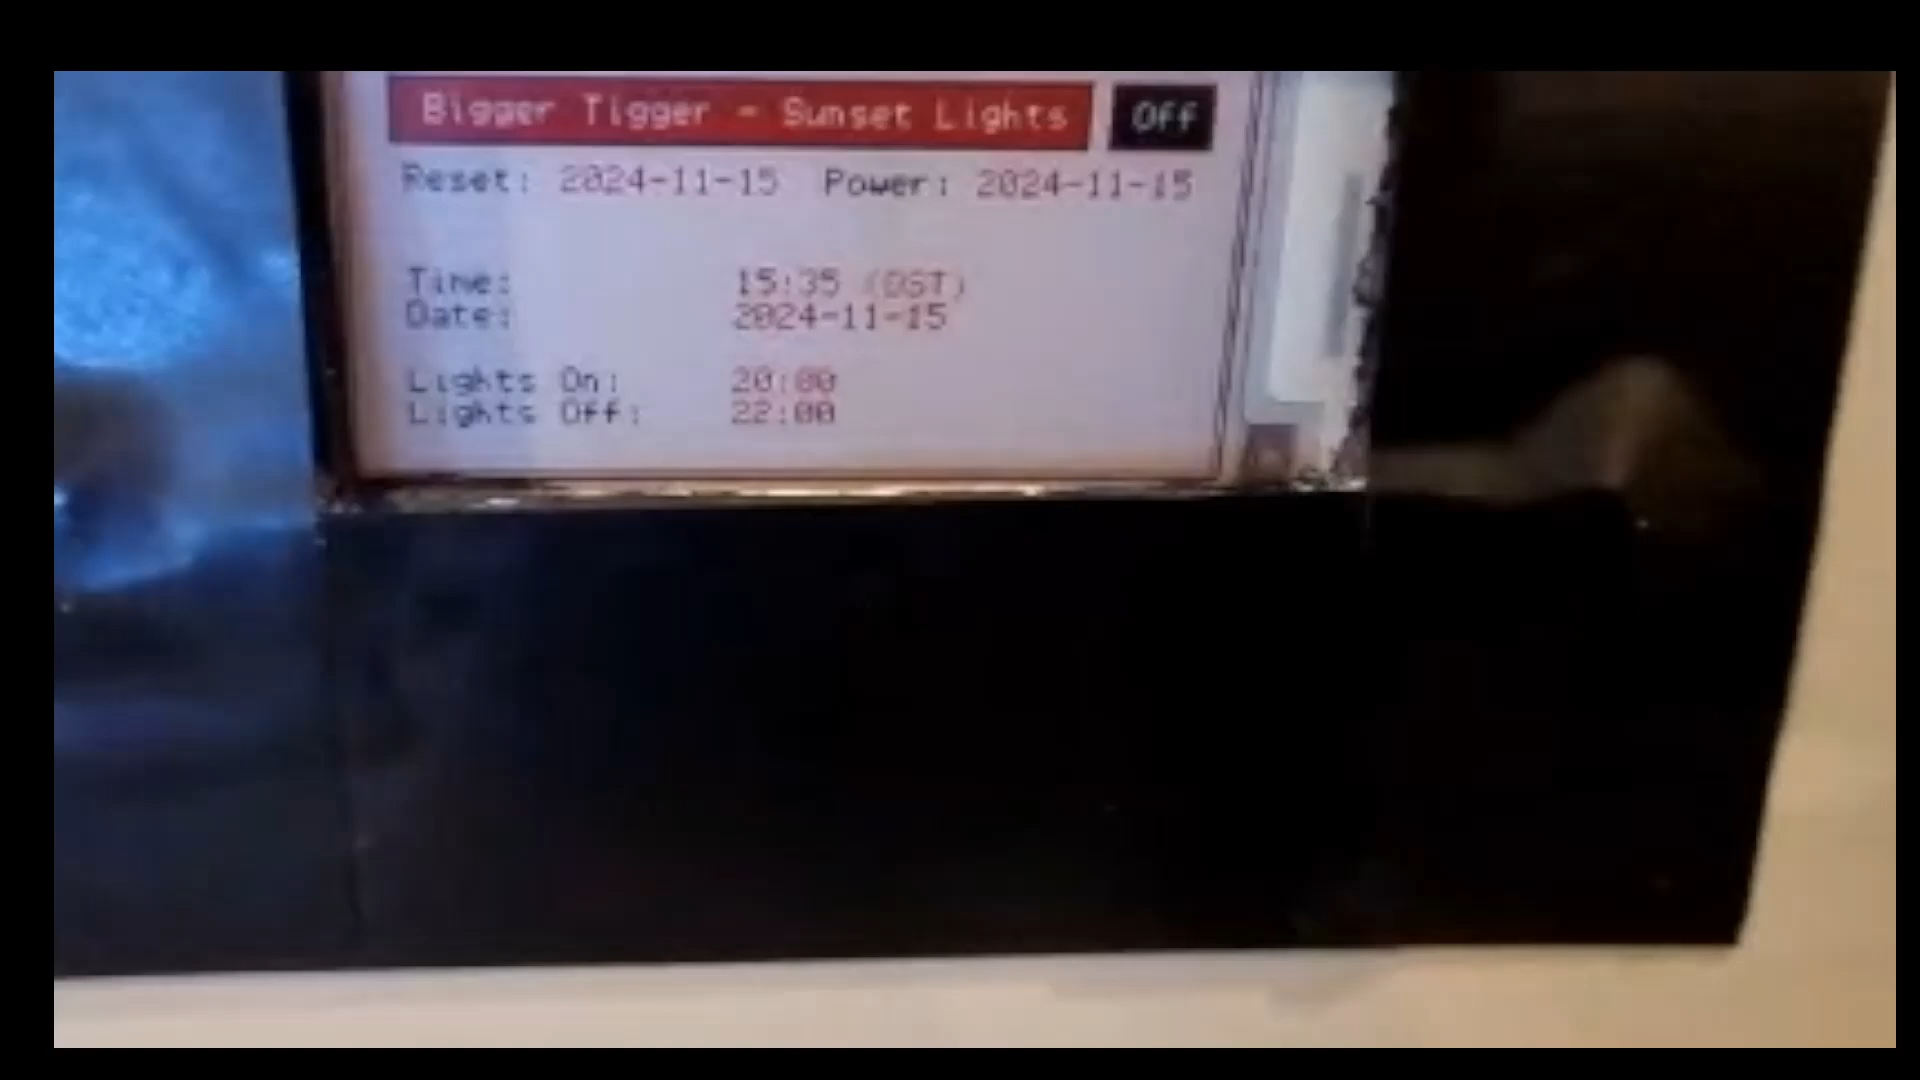 Bigger Tigger - Sunset Lights Off
Reset: 2024-11-15 Power: 2024-11-15
Time: 15:35 (DST)
Date: 2024-11-15
Lights On: 20:00
Lights Off: 22:00